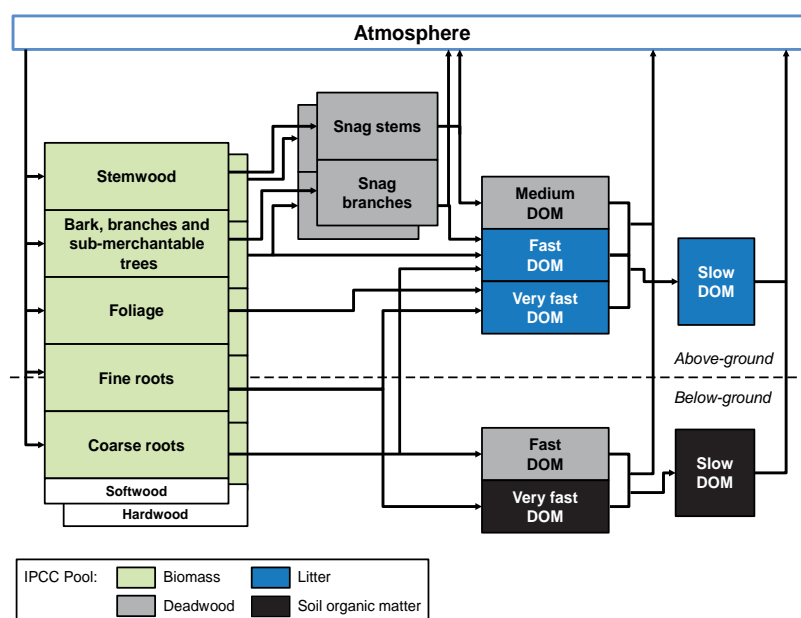 Atmosphere
Stemwood
Bark, branches and
sub-merchantable
trees
Foliage
Fine roots
Coarse roots
Softwood
Hardwood
Snag stems
Snag
branches
Medium
DOM
Fast
DOM
Very fast
DOM
Slow
DOM
Above-ground
Below-ground
Fast
DOM
Very fast
DOM
Slow
DOM
IPCC Pool:
Biomass
Litter
Deadwood
Soil organic matter